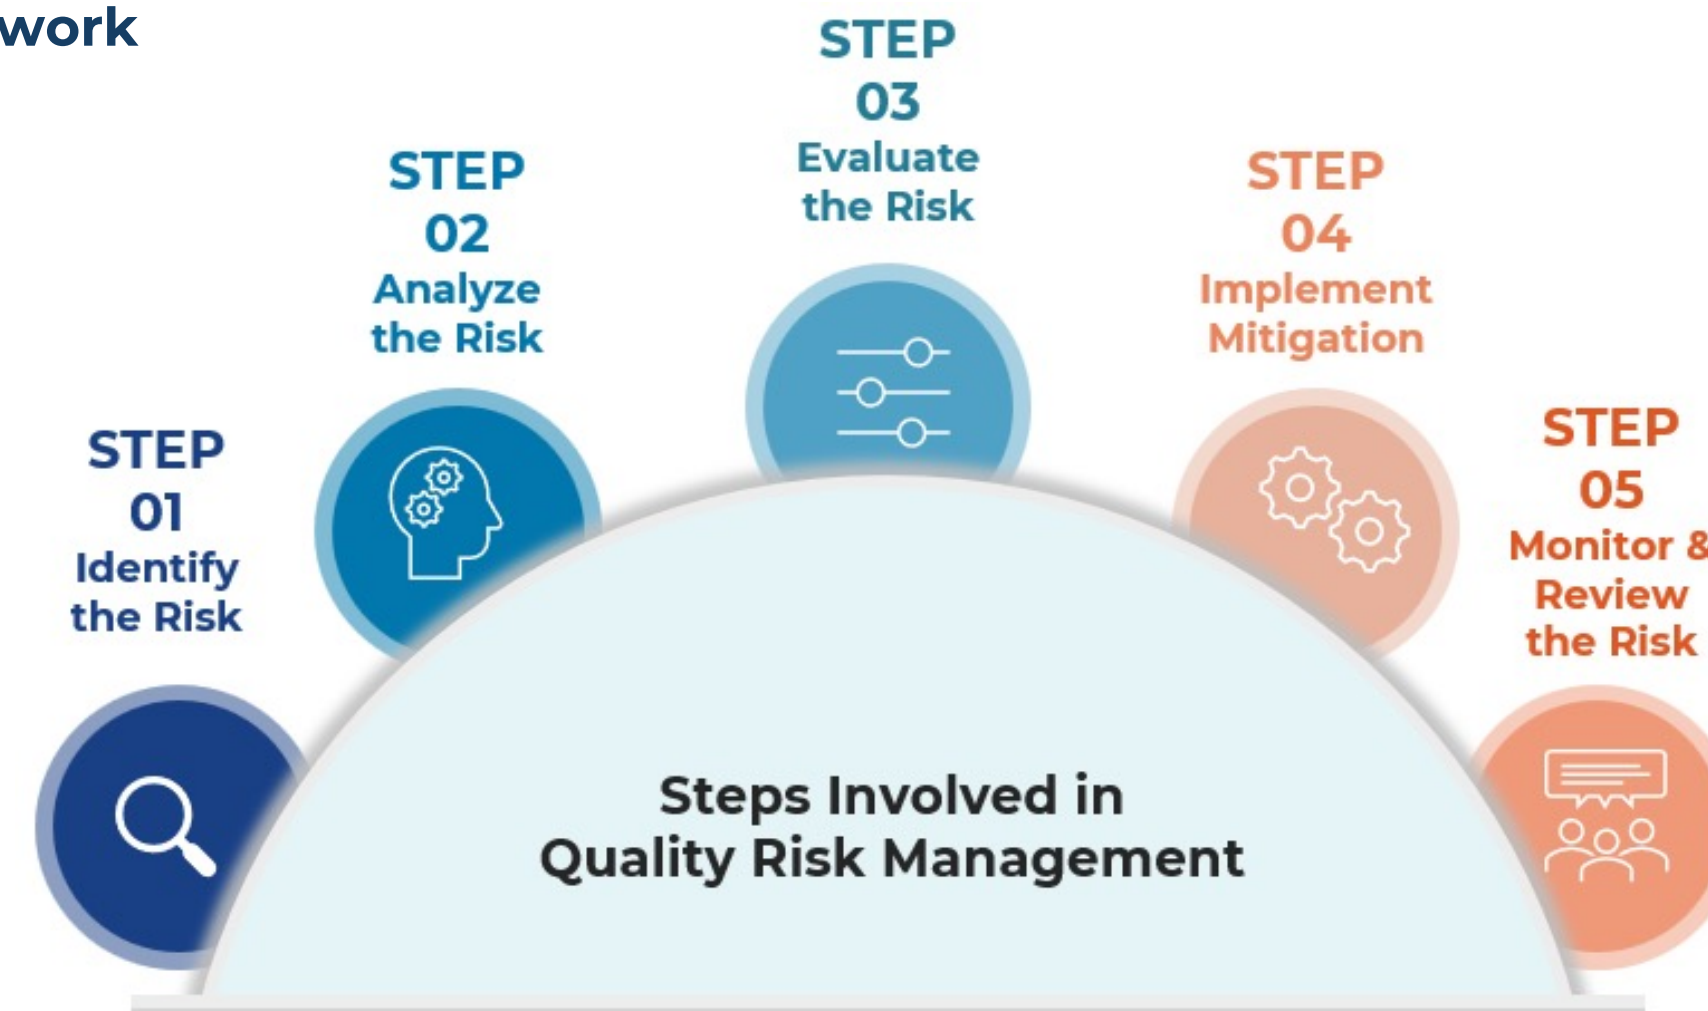 work
STEP
01
Identify
the Risk
STEP
02
Analyze
the Risk
STEP
03
Evaluate
the Risk
STEP
04
Implement
Mitigation
STEP
05
Monitor &
Review
the Risk
Steps Involved in
Quality Risk Management